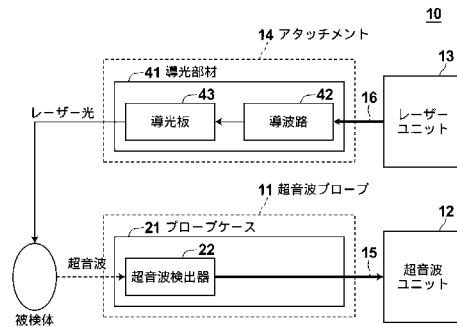 10
14 アタッチメント
13
41 導光部材
レーザー光
43
導光板
42
導波路
16
レーザー
ユニット
11 超音波プローブ
12
21 プローブケース
22
超音波
超音波検出器
15
超音波
ユニット
被検体